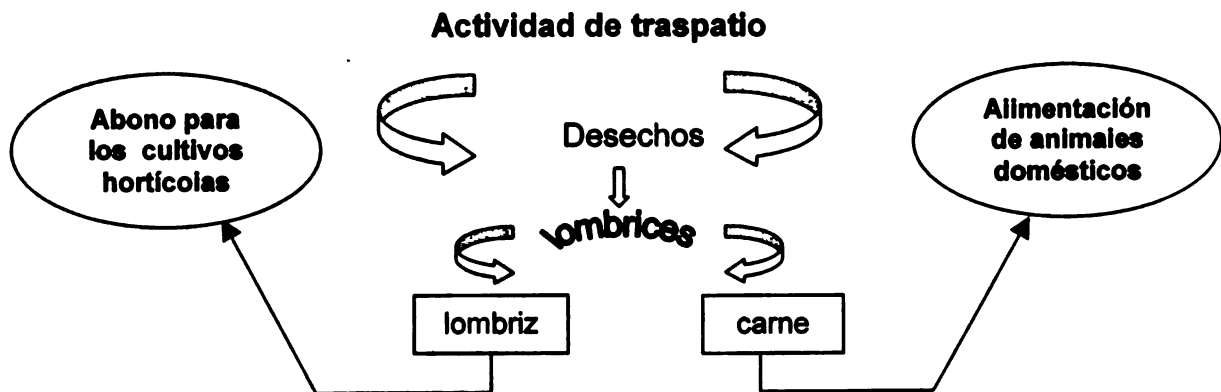 Actividad de traspatio
Abono para
los cultivos
hortícolas
Desechos
Alimentación
de animales
domésticos
lombrices
lombriz
carne